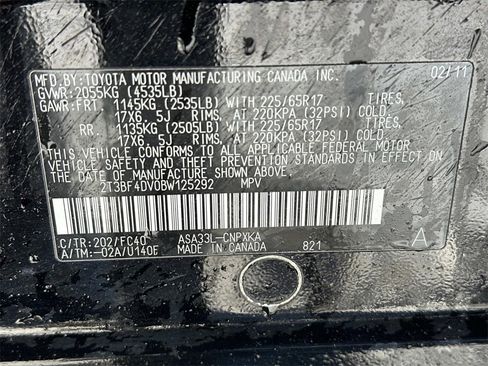 MFD.BY:TOYOTA MOTOR MANUFACTURING CANADA INC. 02/11
GVWR:2055KG (4535LB)
GAWR:FRT. 1145KG (2535LB) WITH 225/65R17 TIRES,
17X6.5J RIMS, AT 220KPA (32PSI) COLD.
RR. 1135KG (2505LB) WITH 225/65R17 TIRES,
17X6.5J RIMS, AT 220KPA (32PSI) COLD.
THIS VEHICLE CONFORMS TO ALL APPLICABLE FEDERAL MOTOR
VEHICLE SAFETY AND THEFT PREVENTION STANDARDS IN EFFECT
ON THE DATE OF MANUFACTURE SHOWN ABOVE.
2T3BF4DV0BW125292 MPV
C/TR:202/FC40 ASA33L-CNPXKA A
A/TM:-02A/U140E MADE IN CANADA 821